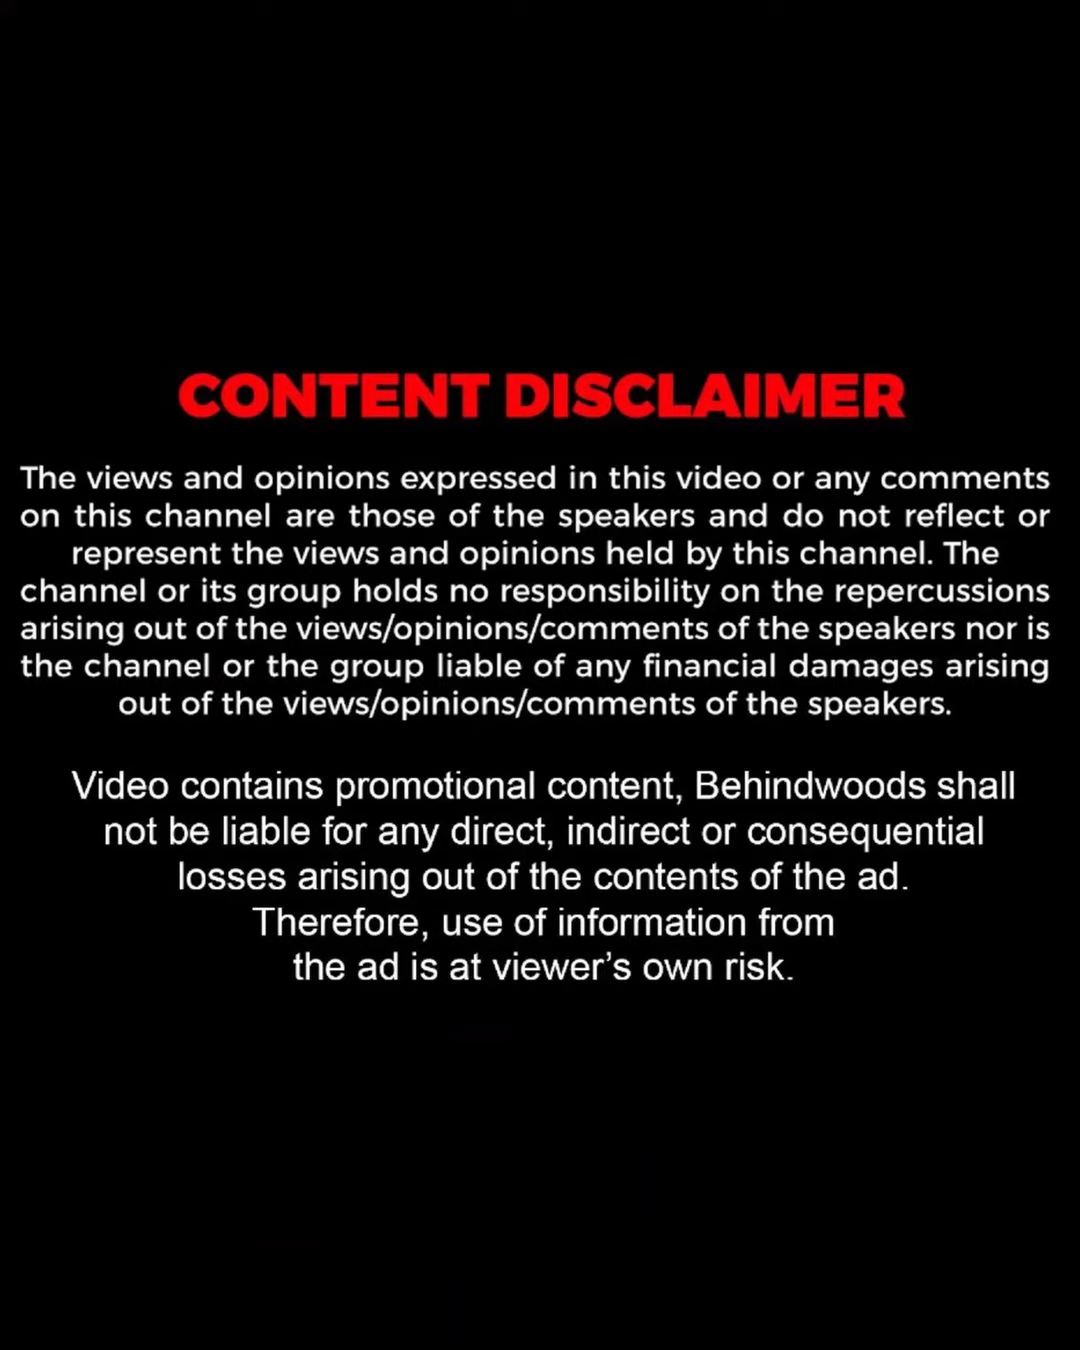 CONTENT DISCLAIMER
The views and opinions expressed in this video or any comments
on this channel are those of the speakers and do not reflect or
represent the views and opinions held by this channel. The
channel or its group holds no responsibility on the repercussions
arising out of the views/opinions/comments of the speakers nor is
the channel or the group liable of any financial damages arising
out of the views/opinions/comments of the speakers.
Video contains promotional content, Behindwoods shall
not be liable for any direct, indirect or consequential
losses arising out of the contents of the ad.
Therefore, use of information from
the ad is at viewer’s own risk.